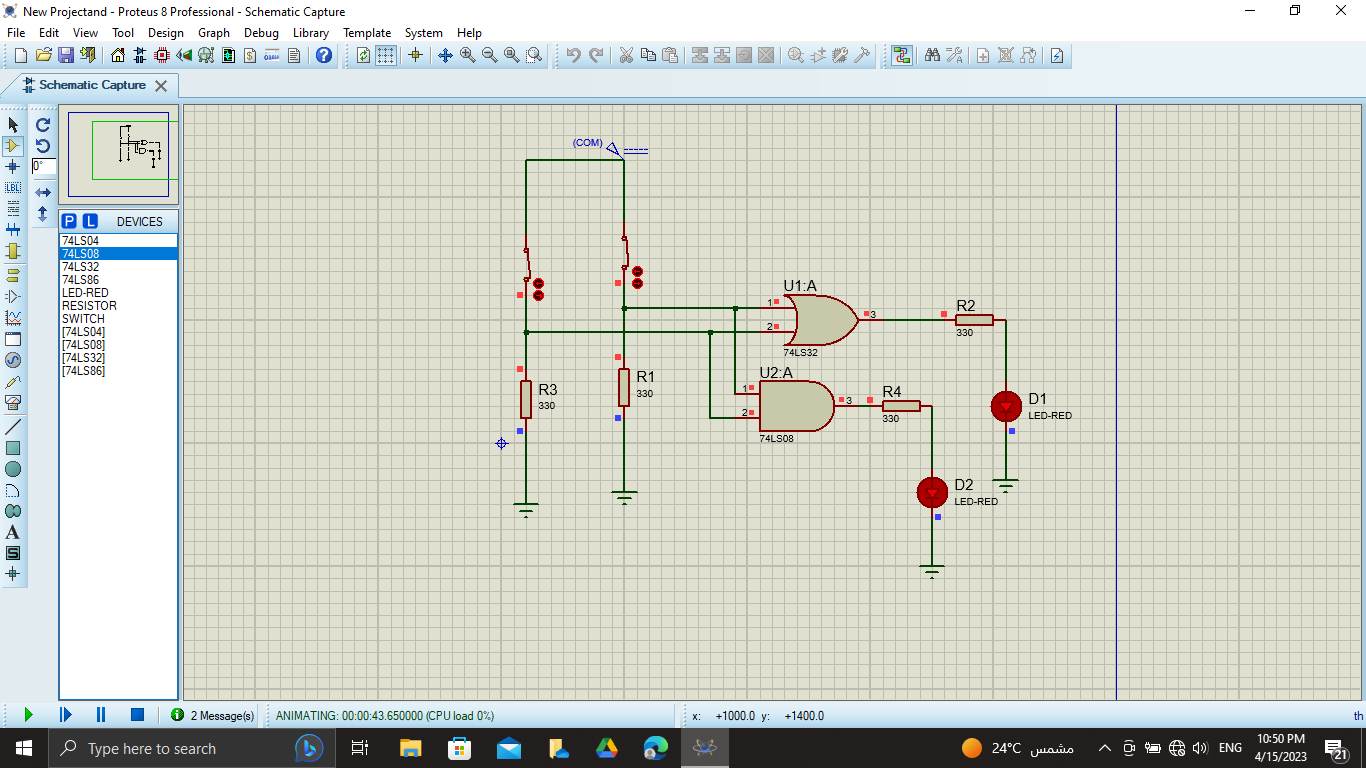 New Projectand - Proteus 8 Professional - Schematic Capture
File Edit View Tool Design Graph Debug Library Template System Help
Schematic Capture
0°
LBL
P L DEVICES
74LS04
74LS08
74LS32
74LS86
LED-RED
RESISTOR
SWITCH
[74LS04]
[74LS08]
[74LS32]
[74LS86]
A
S
(COM)
U1:A
1
2
3
74LS32
R2
330
U2:A
1
2
3
74LS08
R4
330
R3
330
R1
330
D1
LED-RED
D2
LED-RED
2 Message(s) ANIMATING: 00:00:43.650000 (CPU load 0%) x: +1000.0 y: +1400.0 th
Type here to search
24°C مشمس
ENG
10:50 PM
4/15/2023
21